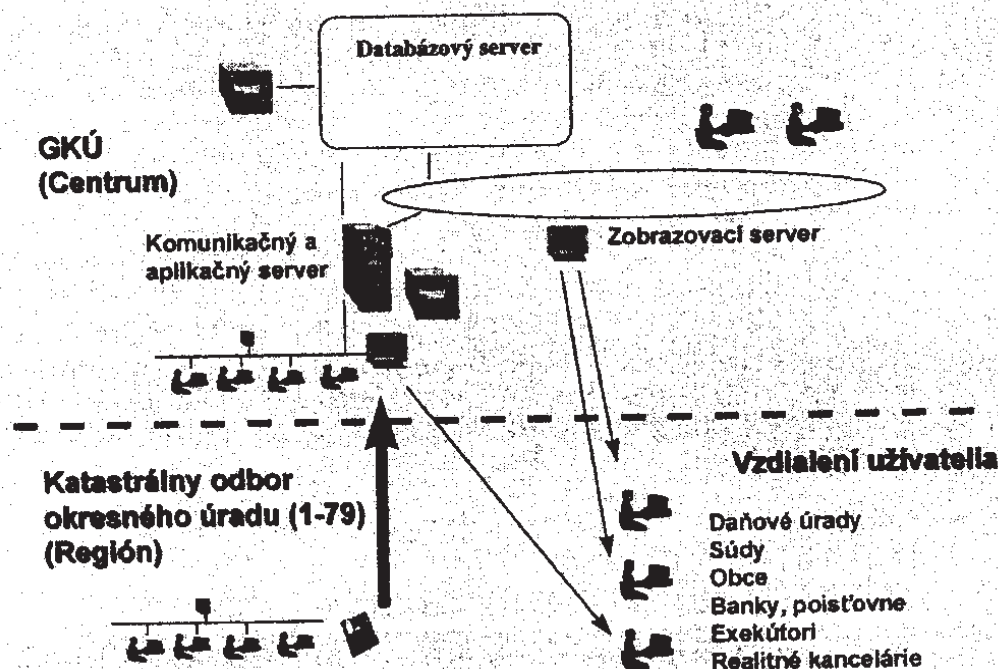 Databázový server
GKÚ
(Centrum)
Komunikačný a
aplikačný server
Zobrazovací server
Katastrálny odbor
okresného úradu (1-79)
(Región)
Vzdialení užívatelia
Daňové úrady
Súdy
Obce
Banky, poisťovne
Exekútori
Realitné kancelárie